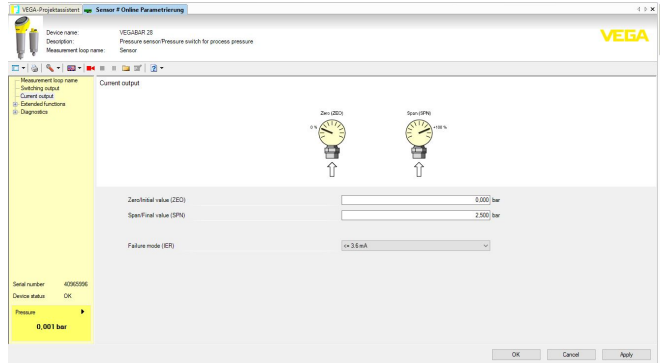 VEGA-Projektassistent Sensor # Online Parametrierung
Device name: VEGABAR 28
Description: Pressure sensor/Pressure switch for process pressure
Measurement loop name: Sensor
VEGA
Measurement loop name
Switching output
Current output
Extended functions
Diagnostics
Current output
Zero (ZEO)
Span (SPN)
0 %
+100 %
Zero/Initial value (ZEO) 0,000 bar
Span/Final value (SPN) 2,500 bar
Failure mode (IER) <= 3.6 mA
Serial number 40965996
Device status OK
Pressure
0,001 bar
OK Cancel Apply